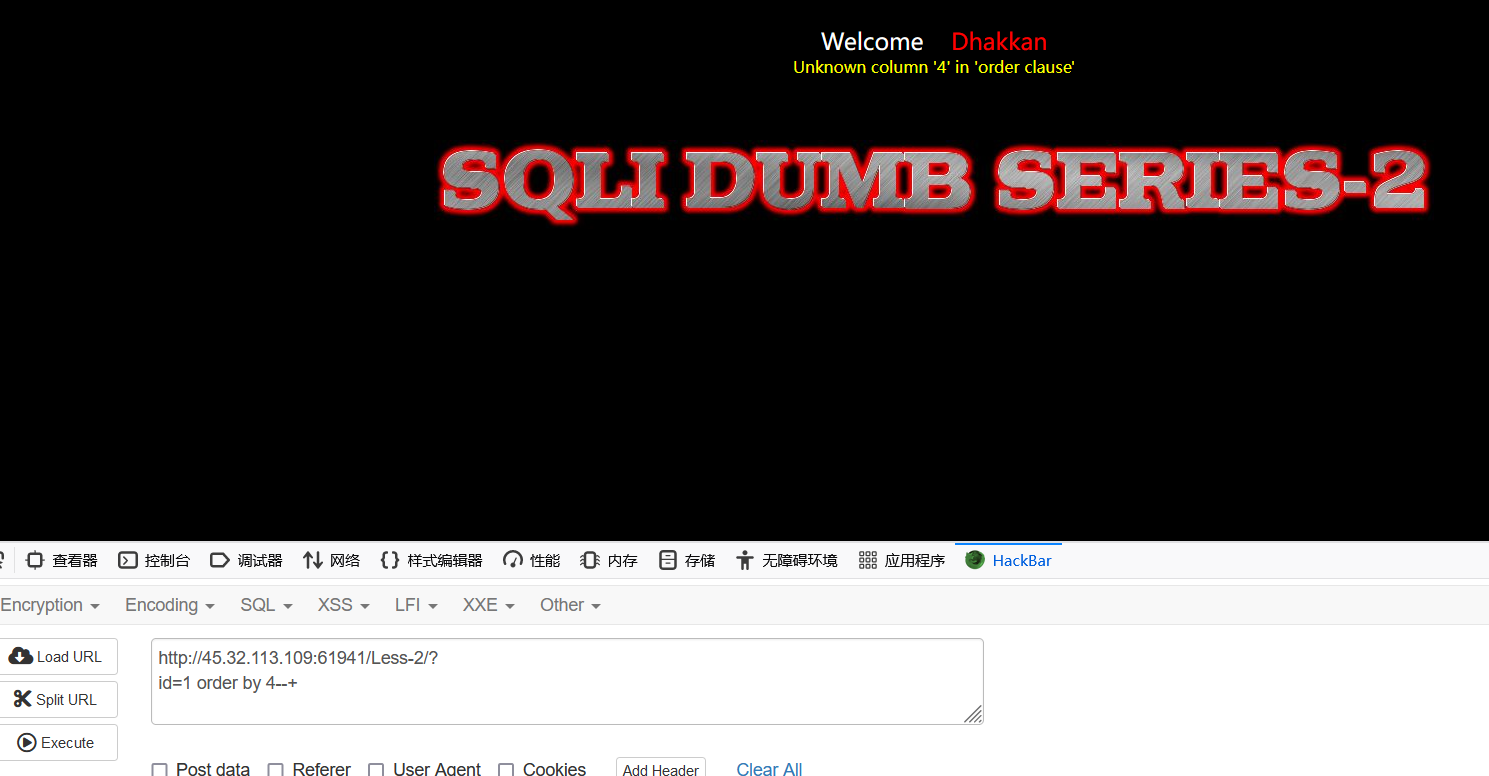 Welcome Dhakkan
Unknown column '4' in 'order clause'
SQLI DUMB SERIES-2
查看器 控制台 调试器 网络 样式编辑器 性能 内存 存储 无障碍环境 应用程序 HackBar
Encryption Encoding SQL XSS LFI XXE Other
Load URL
http://45.32.113.109:61941/Less-2/?
id=1 order by 4--+
Split URL
Execute
Post data Referer User Agent Cookies Add Header Clear All